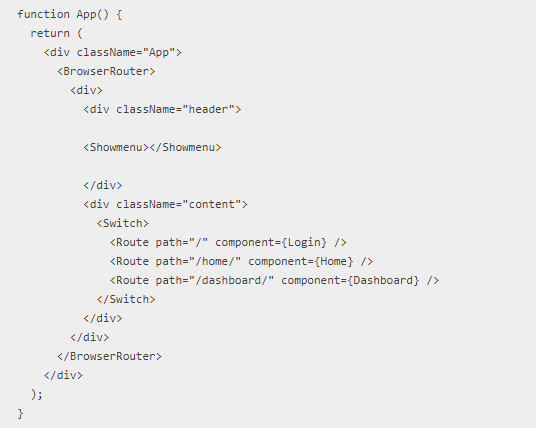 function App() {
  return (
    <div className="App">
      <BrowserRouter>
        <div>
          <div className="header">
          <Showmenu></Showmenu>
          </div>
          <div className="content">
            <Switch>
              <Route path="/" component={Login} />
              <Route path="/home/" component={Home} />
              <Route path="/dashboard/" component={Dashboard} />
            </Switch>
          </div>
        </div>
      </BrowserRouter>
    </div>
  );
}